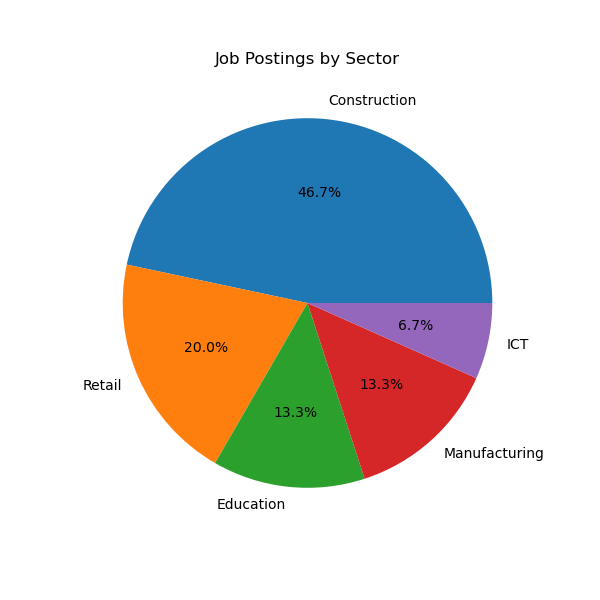 Job Postings by Sector
Construction
46.7%
20.0%
Retail
13.3%
Education
13.3%
Manufacturing
6.7%
ICT